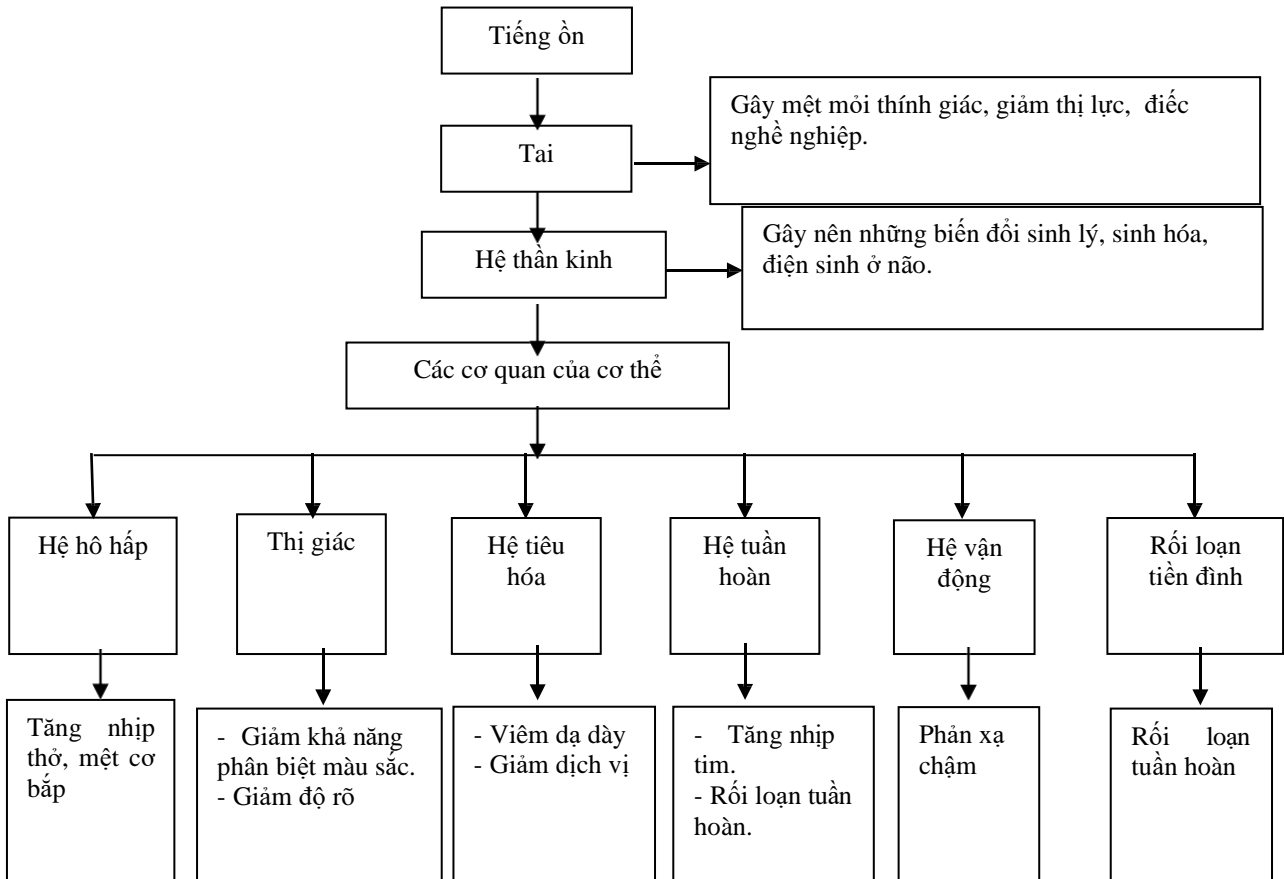 Tiếng ồn
Gây mệt mỏi thính giác, giảm thị lực, điếc
nghề nghiệp.
Tai
Gây nên những biến đổi sinh lý, sinh hóa,
điện sinh ở não.
Hệ thần kinh
Các cơ quan của cơ thể
Hệ hô hấp
Thị giác
Hệ tiêu
hóa
Hệ tuần
hoàn
Hệ vận
động
Rối loạn
tiền đình
Tăng nhịp
thở, mệt cơ
bắp
- Giảm khả năng
phân biệt màu sắc.
- Giảm độ rõ
- Viêm dạ dày
- Giảm dịch vị
- Tăng nhịp
tim.
- Rối loạn tuần
hoàn.
Phản xạ
chậm
Rối loạn
tuần hoàn